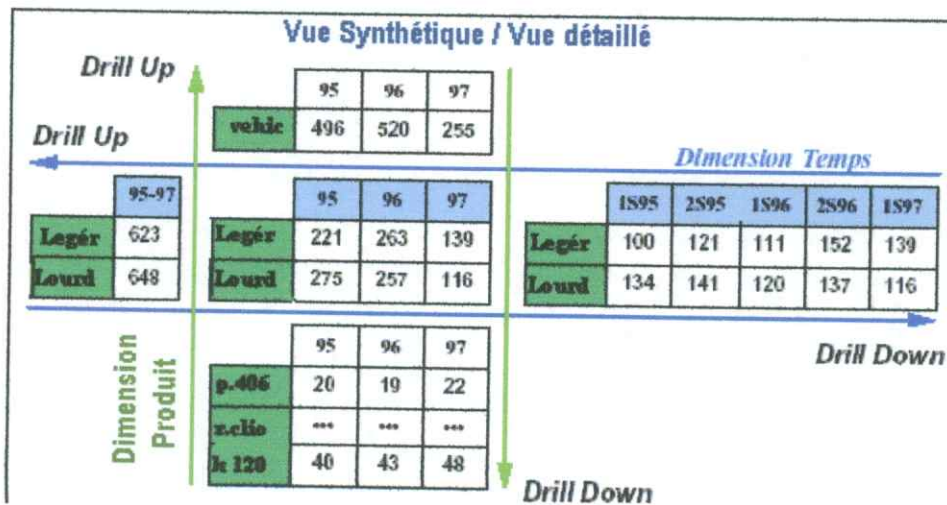 Vue Synthétique / Vue détaillé
Drill Up
95 96 97
vehic 496 520 255
Drill Up
Dimension Temps
95-97
Legér 623
Lourd 648
95 96 97
Legér 221 263 139
Lourd 275 257 116
1S95 2S95 1S96 2S96 1S97
Legér 100 121 111 152 139
Lourd 134 141 120 137 116
Drill Down
Dimension
Produit
95 96 97
p.406 20 19 22
r.clio ... ... ...
k 120 40 43 48
Drill Down